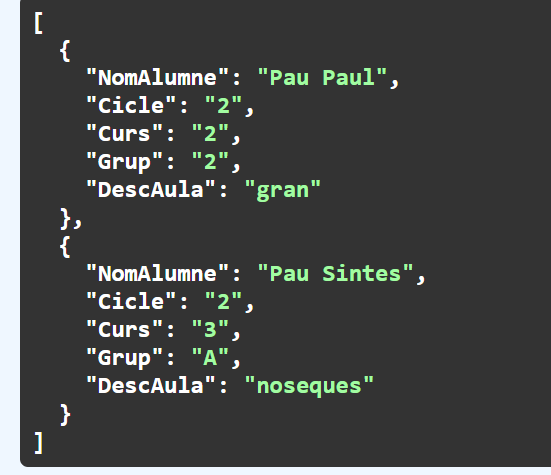 [
  {
    "NomAlumne": "Pau Paul",
    "Cicle": "2",
    "Curs": "2",
    "Grup": "2",
    "DescAula": "gran"
  },
  {
    "NomAlumne": "Pau Sintes",
    "Cicle": "2",
    "Curs": "3",
    "Grup": "A",
    "DescAula": "noseques"
  }
]